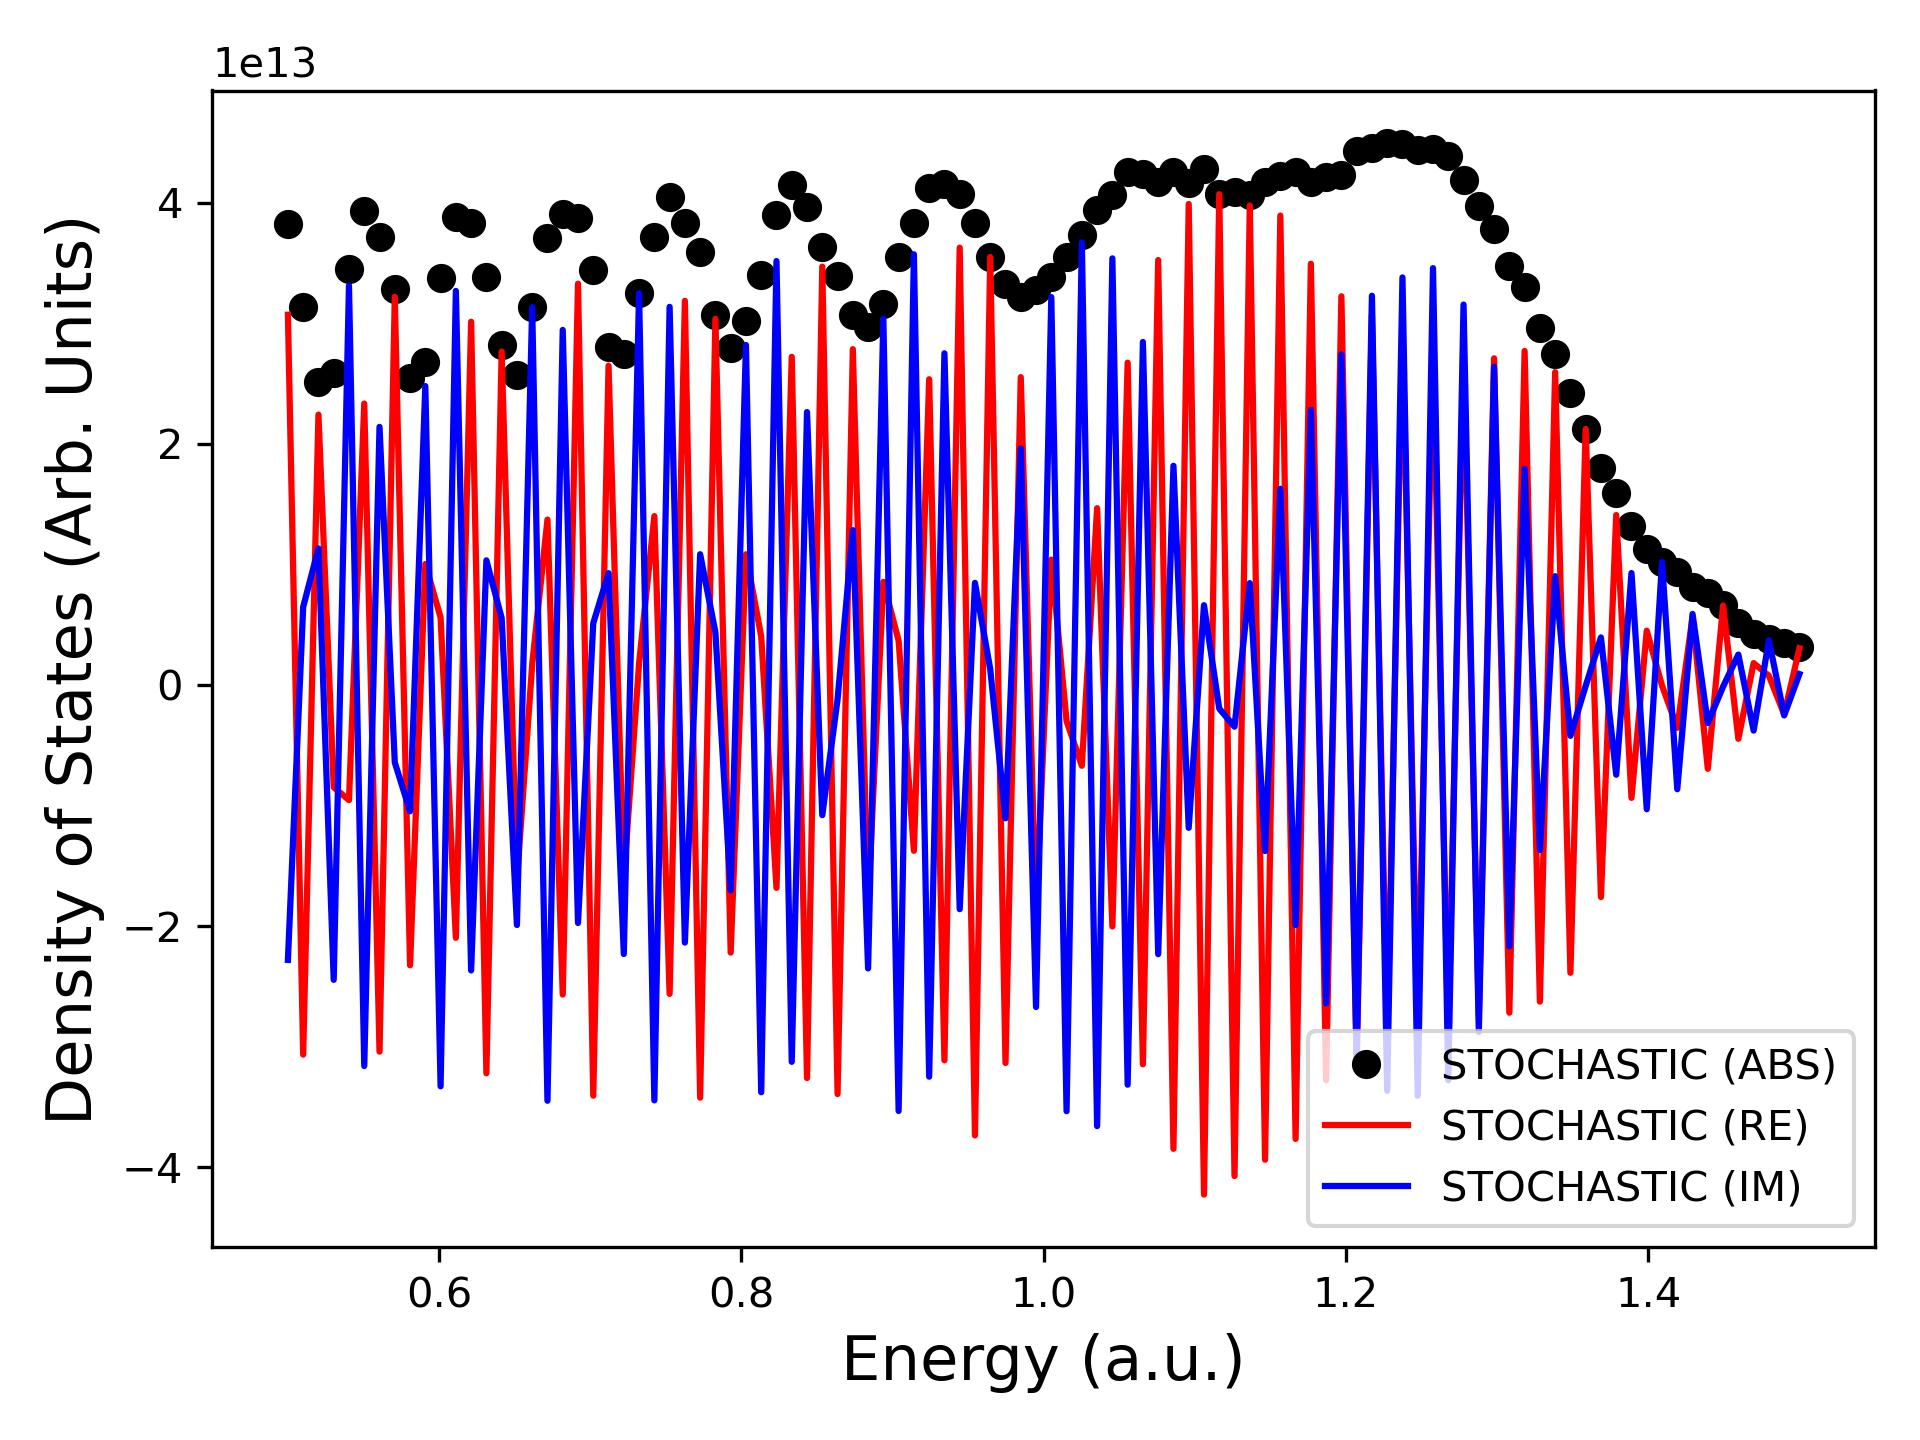 1e13
Density of States (Arb. Units)
4
2
0
−2
−4
STOCHASTIC (ABS)
STOCHASTIC (RE)
STOCHASTIC (IM)
0.6 0.8 1.0 1.2 1.4
Energy (a.u.)